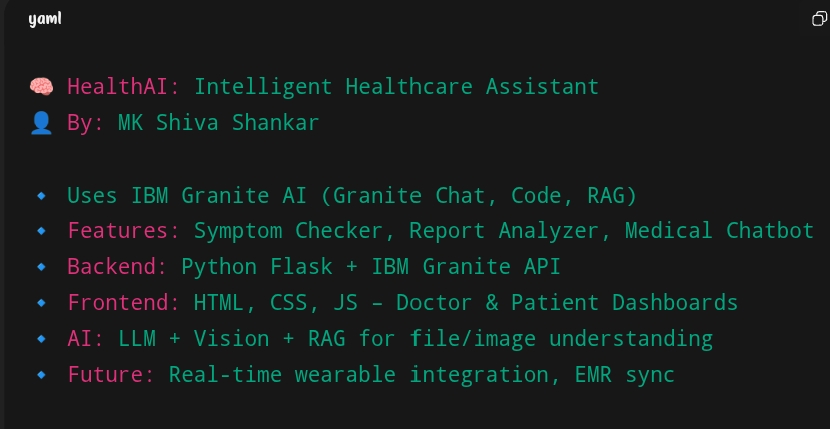 yaml
🧠 HealthAI: Intelligent Healthcare Assistant
👤 By: MK Shiva Shankar
🔹 Uses IBM Granite AI (Granite Chat, Code, RAG)
🔹 Features: Symptom Checker, Report Analyzer, Medical Chatbot
🔹 Backend: Python Flask + IBM Granite API
🔹 Frontend: HTML, CSS, JS – Doctor & Patient Dashboards
🔹 AI: LLM + Vision + RAG for file/image understanding
🔹 Future: Real-time wearable integration, EMR sync